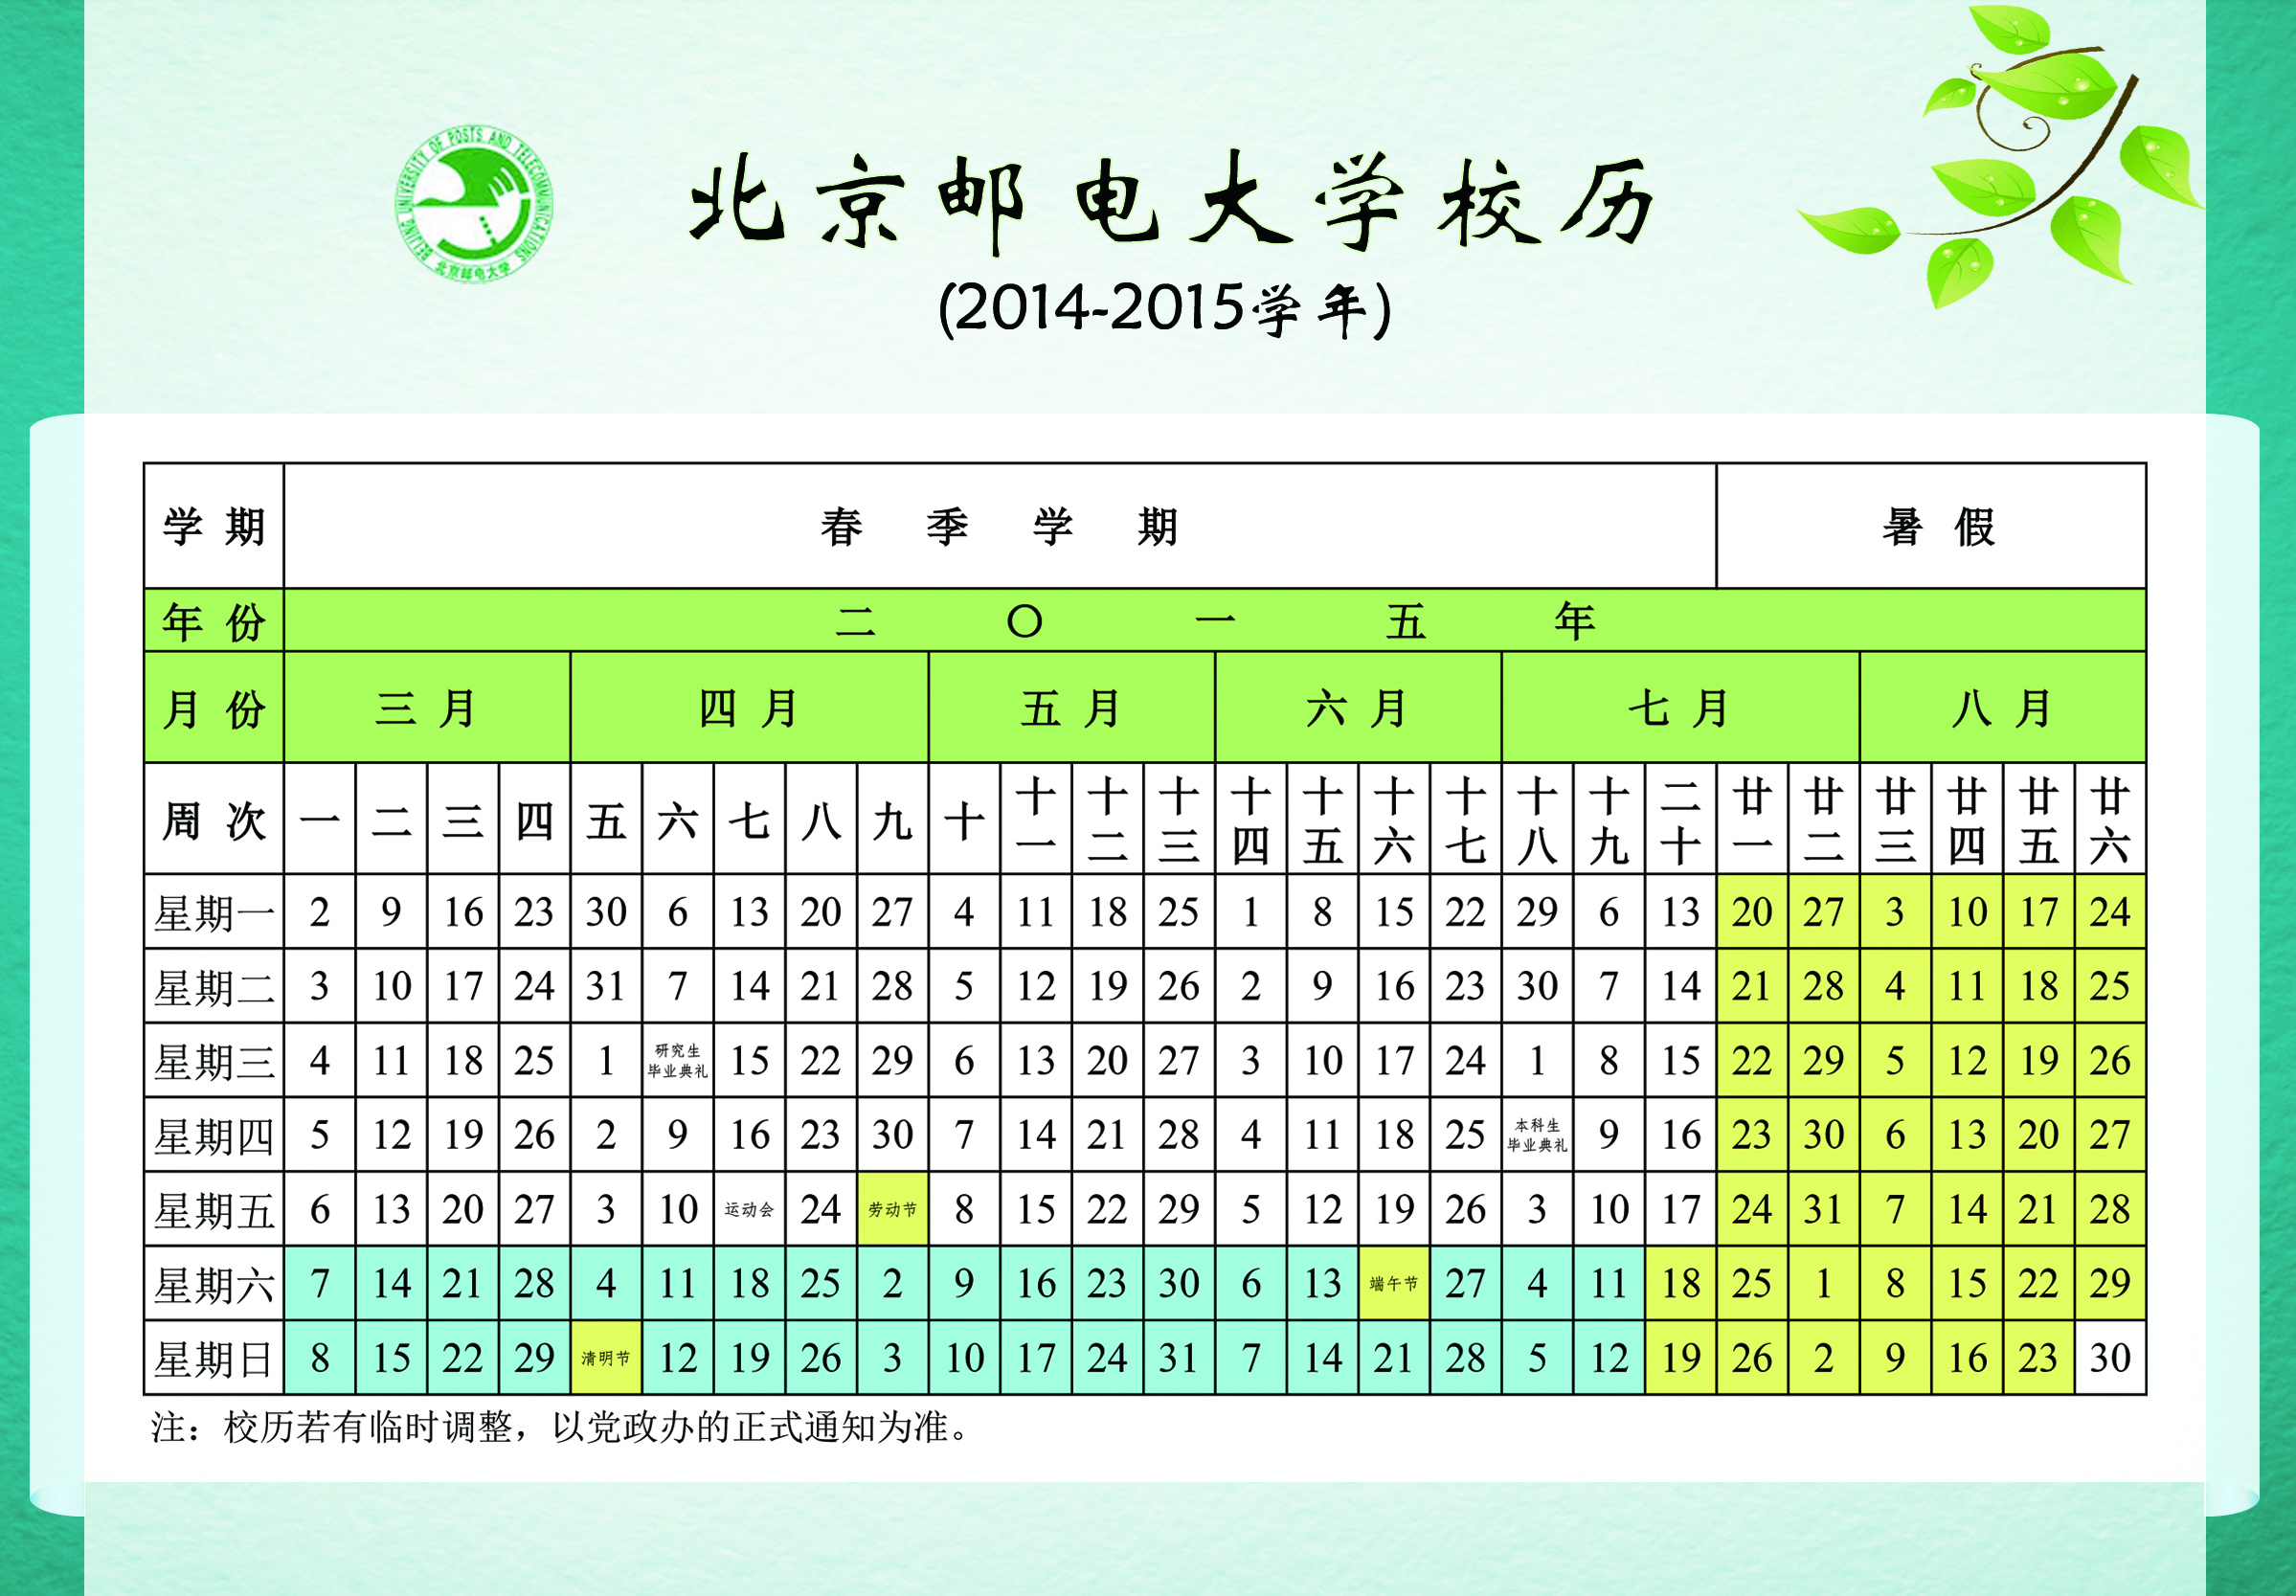 BEIJING UNIVERSITY OF POSTS AND TELECOMMUNICATIONS
北京邮电大学
北京邮电大学校历
(2014-2015学年)
学期 春季学期 暑假
年份 二〇一五年
月份 三月 四月 五月 六月 七月 八月
周次 一 二 三 四 五 六 七 八 九 十 十一 十二 十三 十四 十五 十六 十七 十八 十九 二十 廿一 廿二 廿三 廿四 廿五 廿六
星期一 2 9 16 23 30 6 13 20 27 4 11 18 25 1 8 15 22 29 6 13 20 27 3 10 17 24
星期二 3 10 17 24 31 7 14 21 28 5 12 19 26 2 9 16 23 30 7 14 21 28 4 11 18 25
星期三 4 11 18 25 1 研究生毕业典礼 15 22 29 6 13 20 27 3 10 17 24 1 8 15 22 29 5 12 19 26
星期四 5 12 19 26 2 9 16 23 30 7 14 21 28 4 11 18 25 本科生毕业典礼 9 16 23 30 6 13 20 27
星期五 6 13 20 27 3 10 运动会 24 劳动节 8 15 22 29 5 12 19 26 3 10 17 24 31 7 14 21 28
星期六 7 14 21 28 4 11 18 25 2 9 16 23 30 6 13 端午节 27 4 11 18 25 1 8 15 22 29
星期日 8 15 22 29 清明节 12 19 26 3 10 17 24 31 7 14 21 28 5 12 19 26 2 9 16 23 30
注：校历若有临时调整，以党政办的正式通知为准。